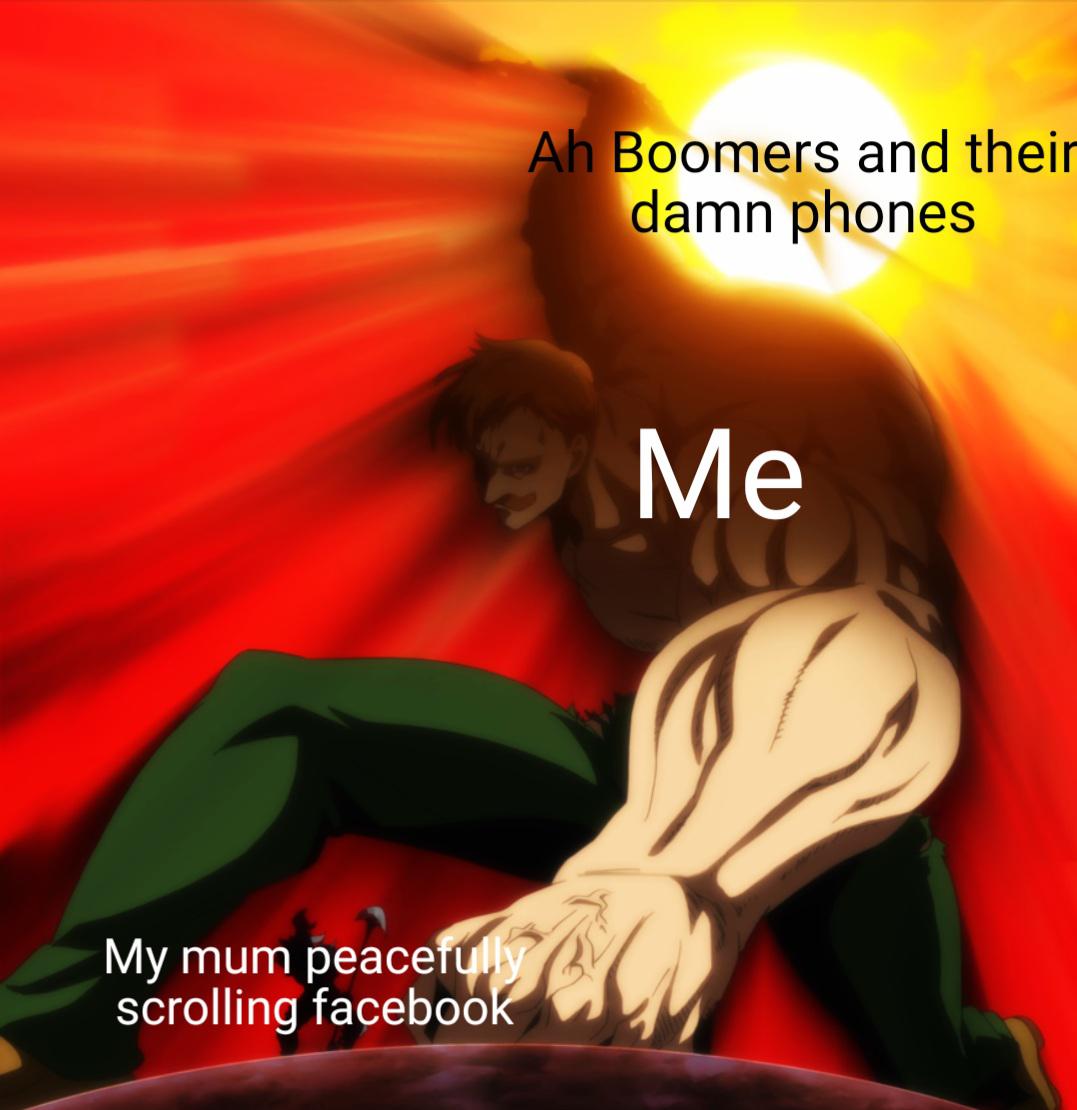 Ah Boomers and their
damn phones
Me
My mum peacefully
scrolling facebook